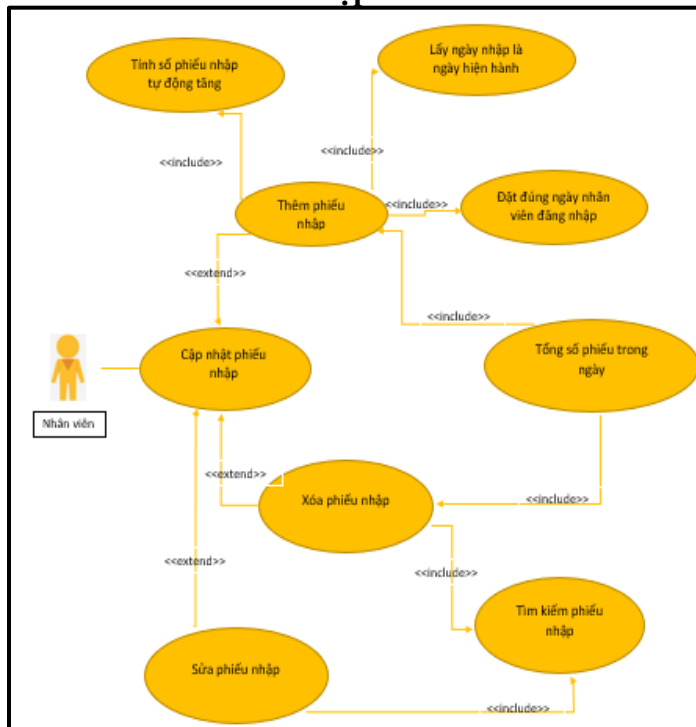 Tính số phiếu nhập
tự động tăng
Lấy ngày nhập là
ngày hiện hành
<<include>>
<<include>>
Thêm phiếu
nhập
<<include>>
Đặt đúng ngày nhân
viên đăng nhập
<<extend>>
<<include>>
Cập nhật phiếu
nhập
Tổng số phiếu trong
ngày
Nhân viên
<<extend>>
Xóa phiếu nhập
<<include>>
<<extend>>
<<include>>
Tìm kiếm phiếu
nhập
Sửa phiếu nhập
<<include>>